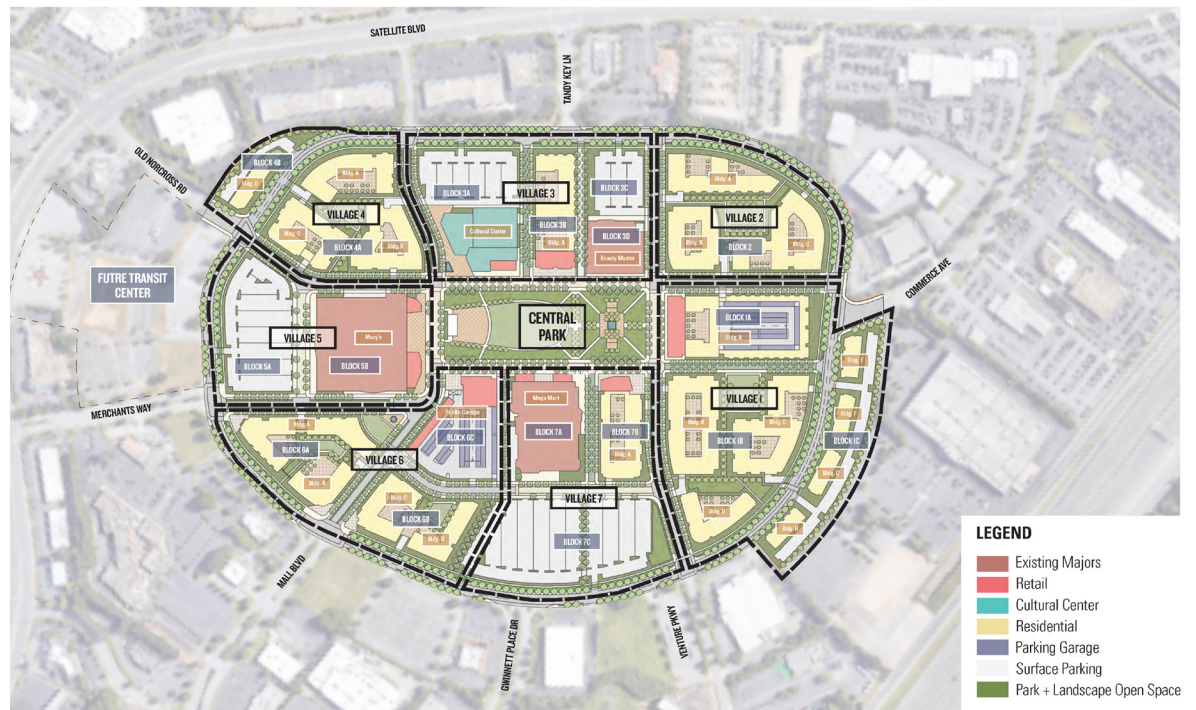 SATELLITE BLVD
TANDY KEY LN
OLD NORCROSS RD
BLOCK 4B
Bldg. D
Bldg. A
VILLAGE 4
Bldg. C
BLOCK 4A
Bldg. B
BLOCK 3A
VILLAGE 3
BLOCK 3C
BLOCK 3B
Cultural Center
Bldg. A
BLOCK 3D
Beauty Master
Bldg. A
VILLAGE 2
Bldg. B
BLOCK 2
Bldg. C
COMMERCE AVE
FUTRE TRANSIT
CENTER
VILLAGE 5
Macy's
BLOCK 5A
BLOCK 5B
CENTRAL
PARK
BLOCK 1A
Bldg. A
Bldg. E
MERCHANTS WAY
Mega Mart
VILLAGE 1
Bldg. F
Public Garage
Bldg. A
BLOCK 6C
BLOCK 7A
BLOCK 7B
Bldg. B
Bldg. C
BLOCK 1B
BLOCK 1C
BLOCK 6A
VILLAGE 6
Bldg. A
Bldg. G
Bldg. B
Bldg. C
VILLAGE 7
Bldg. D
BLOCK 6B
Bldg. H
Bldg. D
BLOCK 7C
MALL BLVD
GWINNETT PLACE DR
VENTURE PKWY
LEGEND
Existing Majors
Retail
Cultural Center
Residential
Parking Garage
Surface Parking
Park + Landscape Open Space